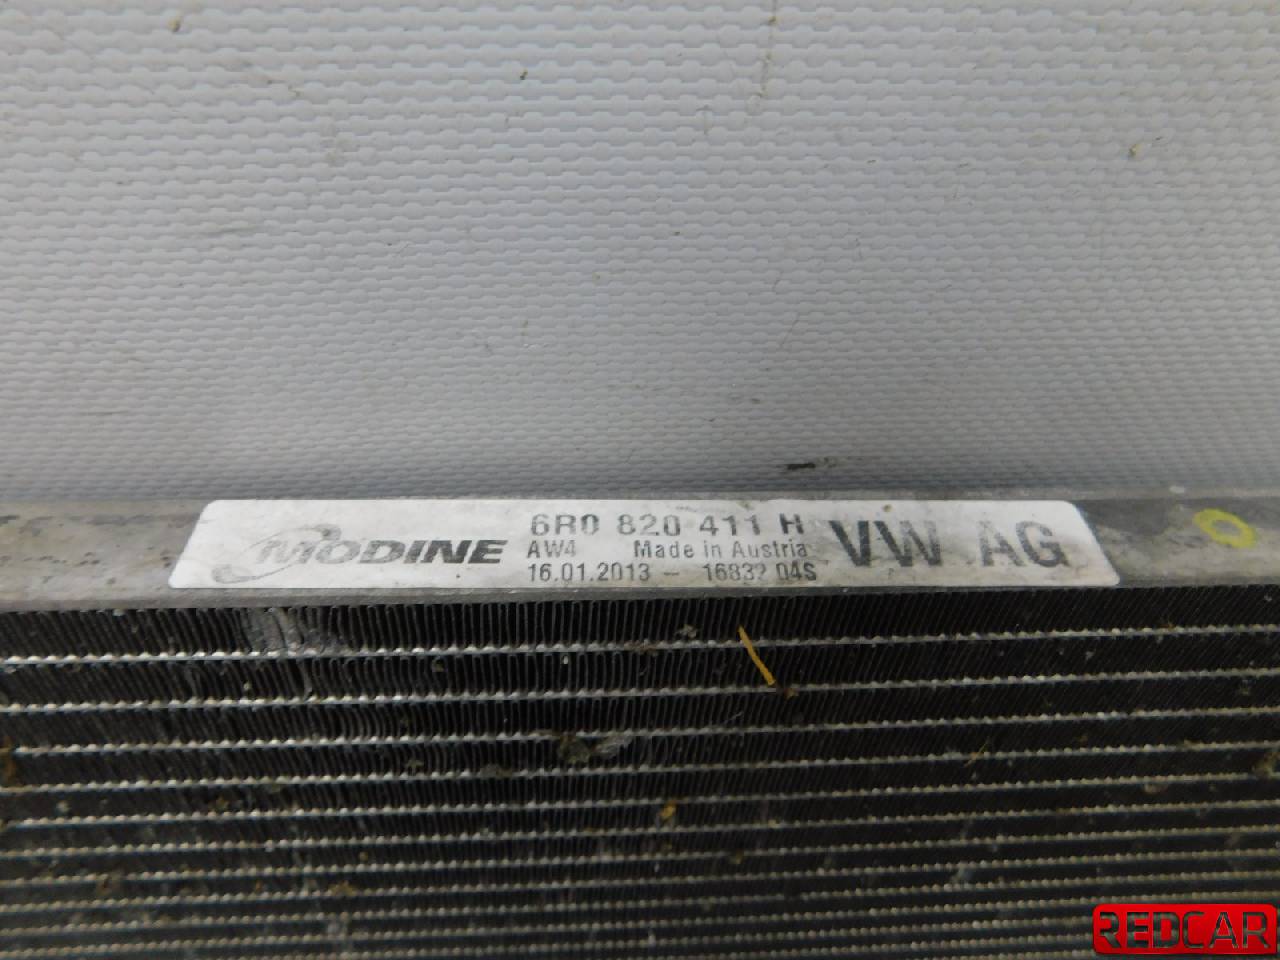 MODINE
6R0 820 411 H
AW4 Made in Austria
16.01.2013 - 16832 04S
VW AG
REDCAR